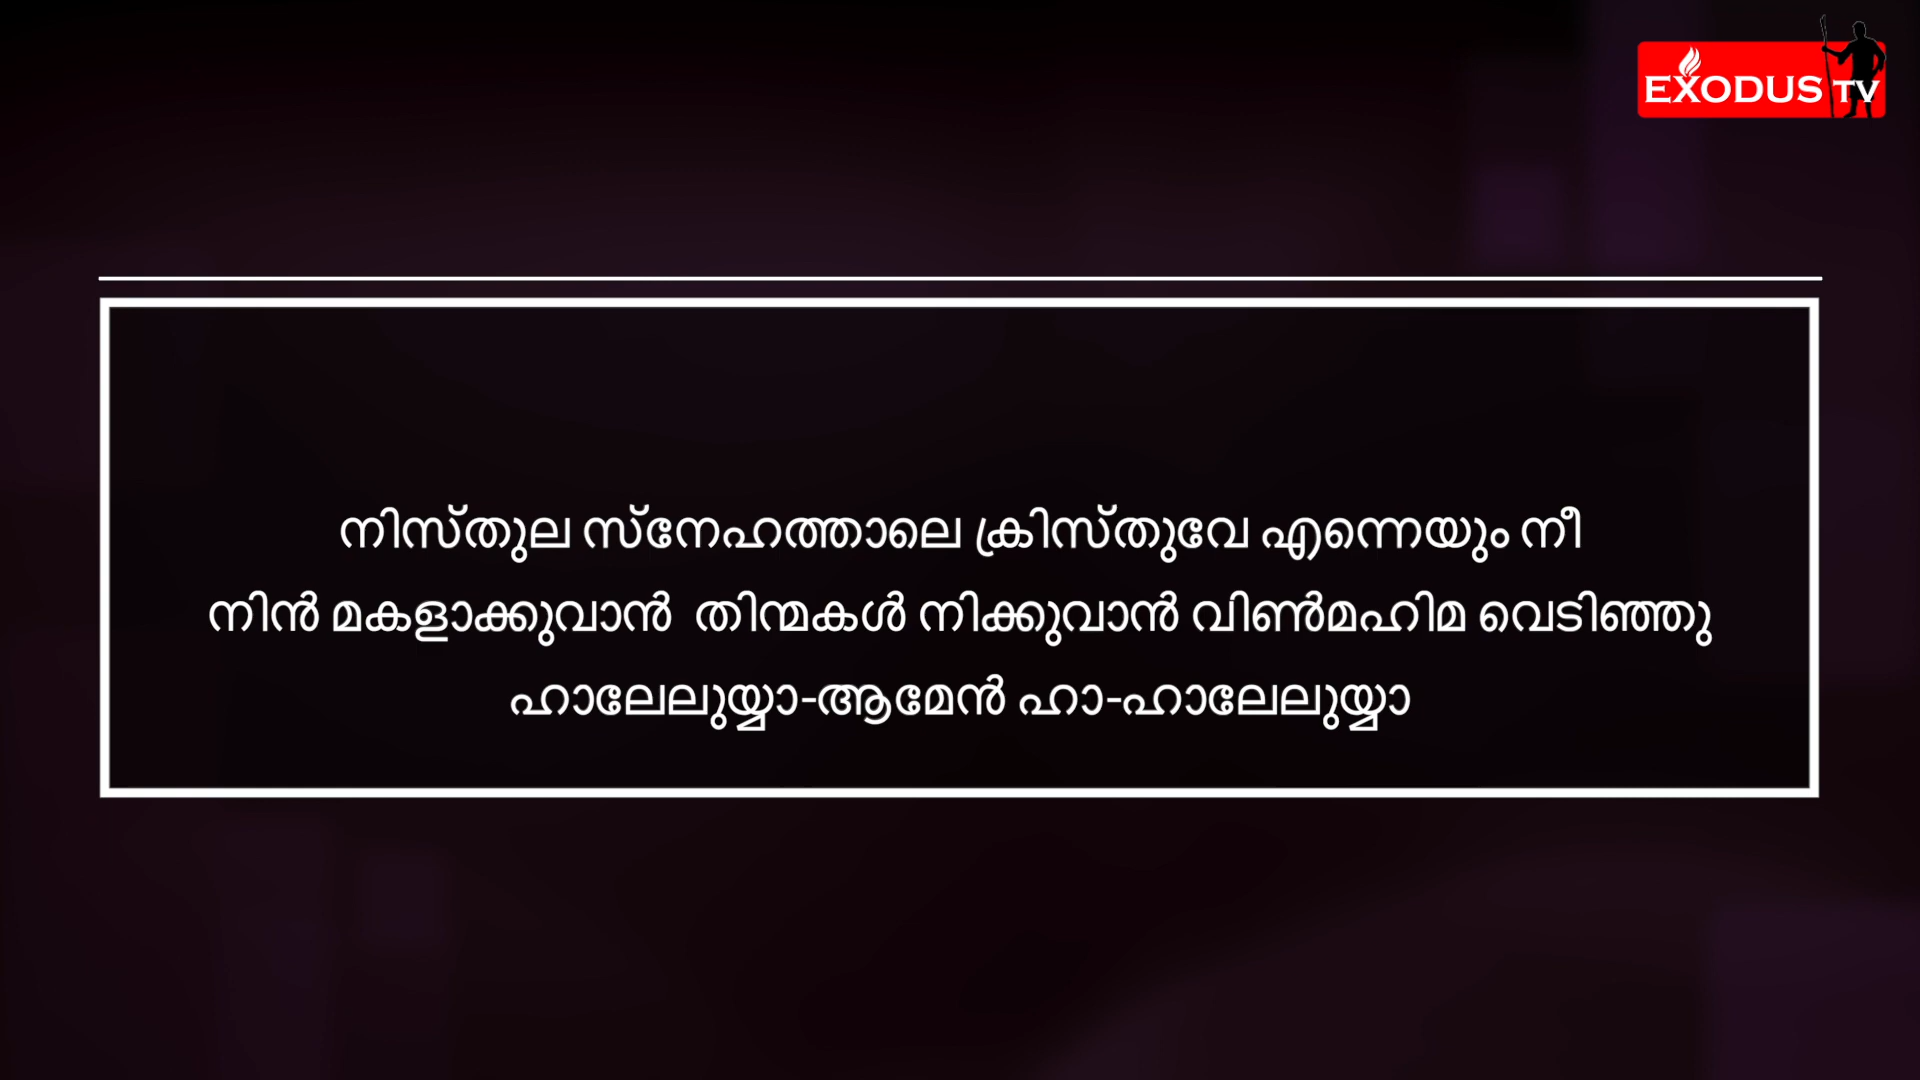 EXODUS TV
നിസ്തുല സ്നേഹത്താലെ ക്രിസ്തുവേ എന്നെയും നീ
നിൻ മകളാക്കുവാൻ തിന്മകൾ നിക്കുവാൻ വിൺമഹിമ വെടിഞ്ഞു
ഹാലേലുയ്യാ-ആമേൻ ഹാ-ഹാലേലുയ്യാ